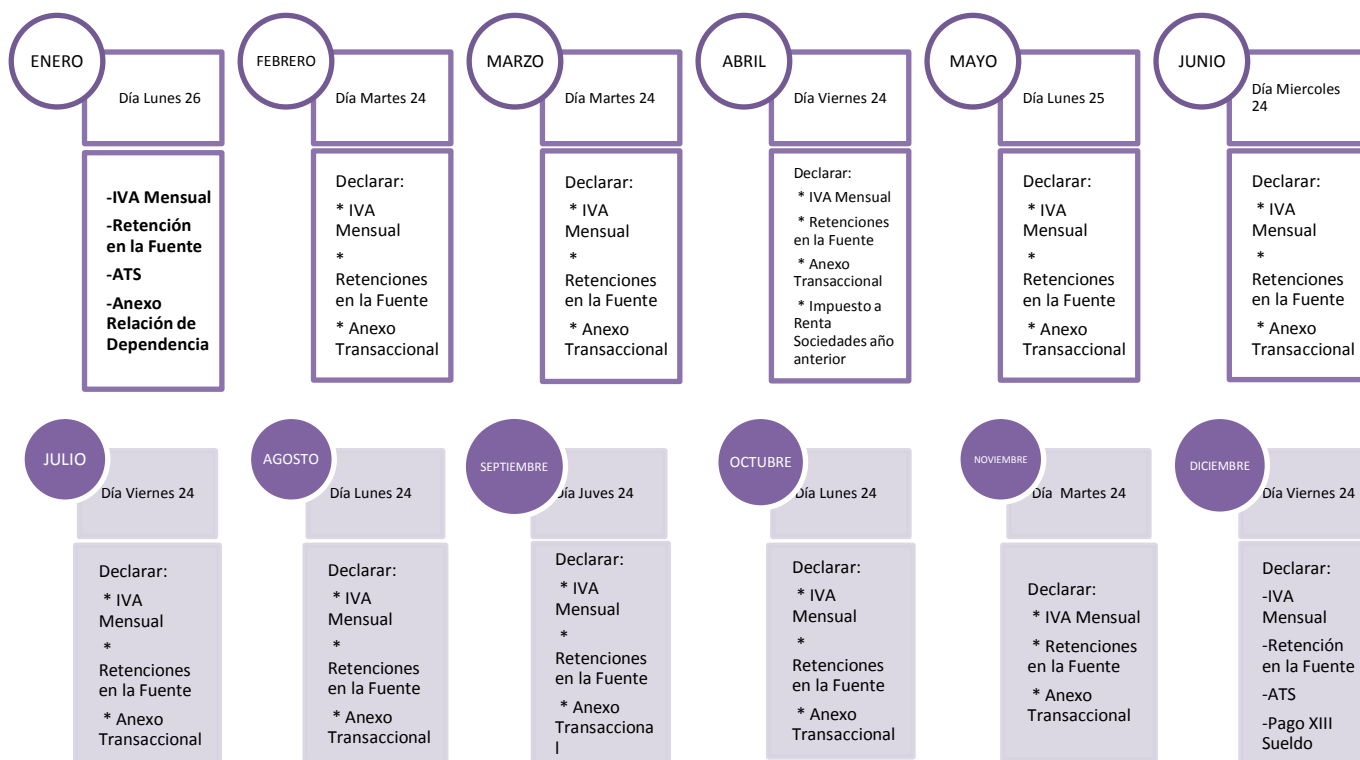 ENERO
Día Lunes 26
-IVA Mensual
-Retención
en la Fuente
-ATS
-Anexo
Relación de
Dependencia
FEBRERO
Día Martes 24
Declarar:
* IVA
Mensual
*
Retenciones
en la Fuente
* Anexo
Transaccional
MARZO
Día Martes 24
Declarar:
* IVA
Mensual
*
Retenciones
en la Fuente
* Anexo
Transaccional
ABRIL
Día Viernes 24
Declarar:
* IVA Mensual
* Retenciones
en la Fuente
* Anexo
Transaccional
* Impuesto a
Renta
Sociedades año
anterior
MAYO
Día Lunes 25
Declarar:
* IVA
Mensual
*
Retenciones
en la Fuente
* Anexo
Transaccional
JUNIO
Día Miercoles
24
Declarar:
* IVA
Mensual
*
Retenciones
en la Fuente
* Anexo
Transaccional
JULIO
Día Viernes 24
Declarar:
* IVA
Mensual
*
Retenciones
en la Fuente
* Anexo
Transaccional
AGOSTO
Día Lunes 24
Declarar:
* IVA
Mensual
*
Retenciones
en la Fuente
* Anexo
Transaccional
SEPTIEMBRE
Día Juves 24
Declarar:
* IVA
Mensual
*
Retenciones
en la Fuente
* Anexo
Transacciona
l
OCTUBRE
Día Lunes 24
Declarar:
* IVA
Mensual
*
Retenciones
en la Fuente
* Anexo
Transaccional
NOVIEMBRE
Día Martes 24
Declarar:
* IVA Mensual
* Retenciones
en la Fuente
* Anexo
Transaccional
DICIEMBRE
Día Viernes 24
Declarar:
-IVA
Mensual
-Retención
en la Fuente
-ATS
-Pago XIII
Sueldo